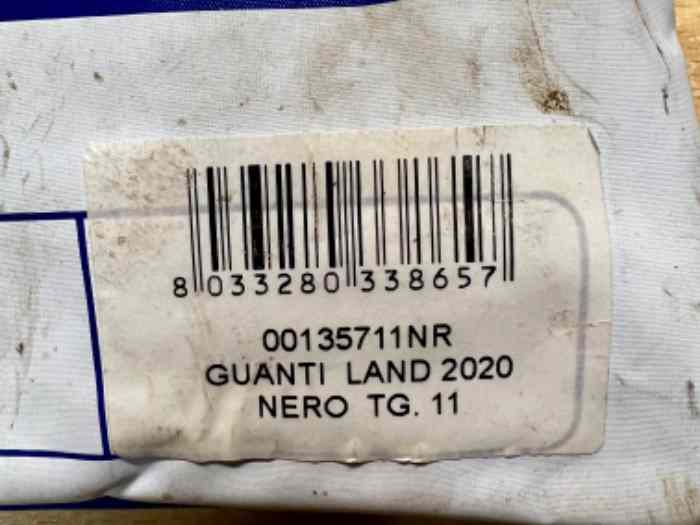 8 033280 338657
00135711NR
GUANTI LAND 2020
NERO TG. 11